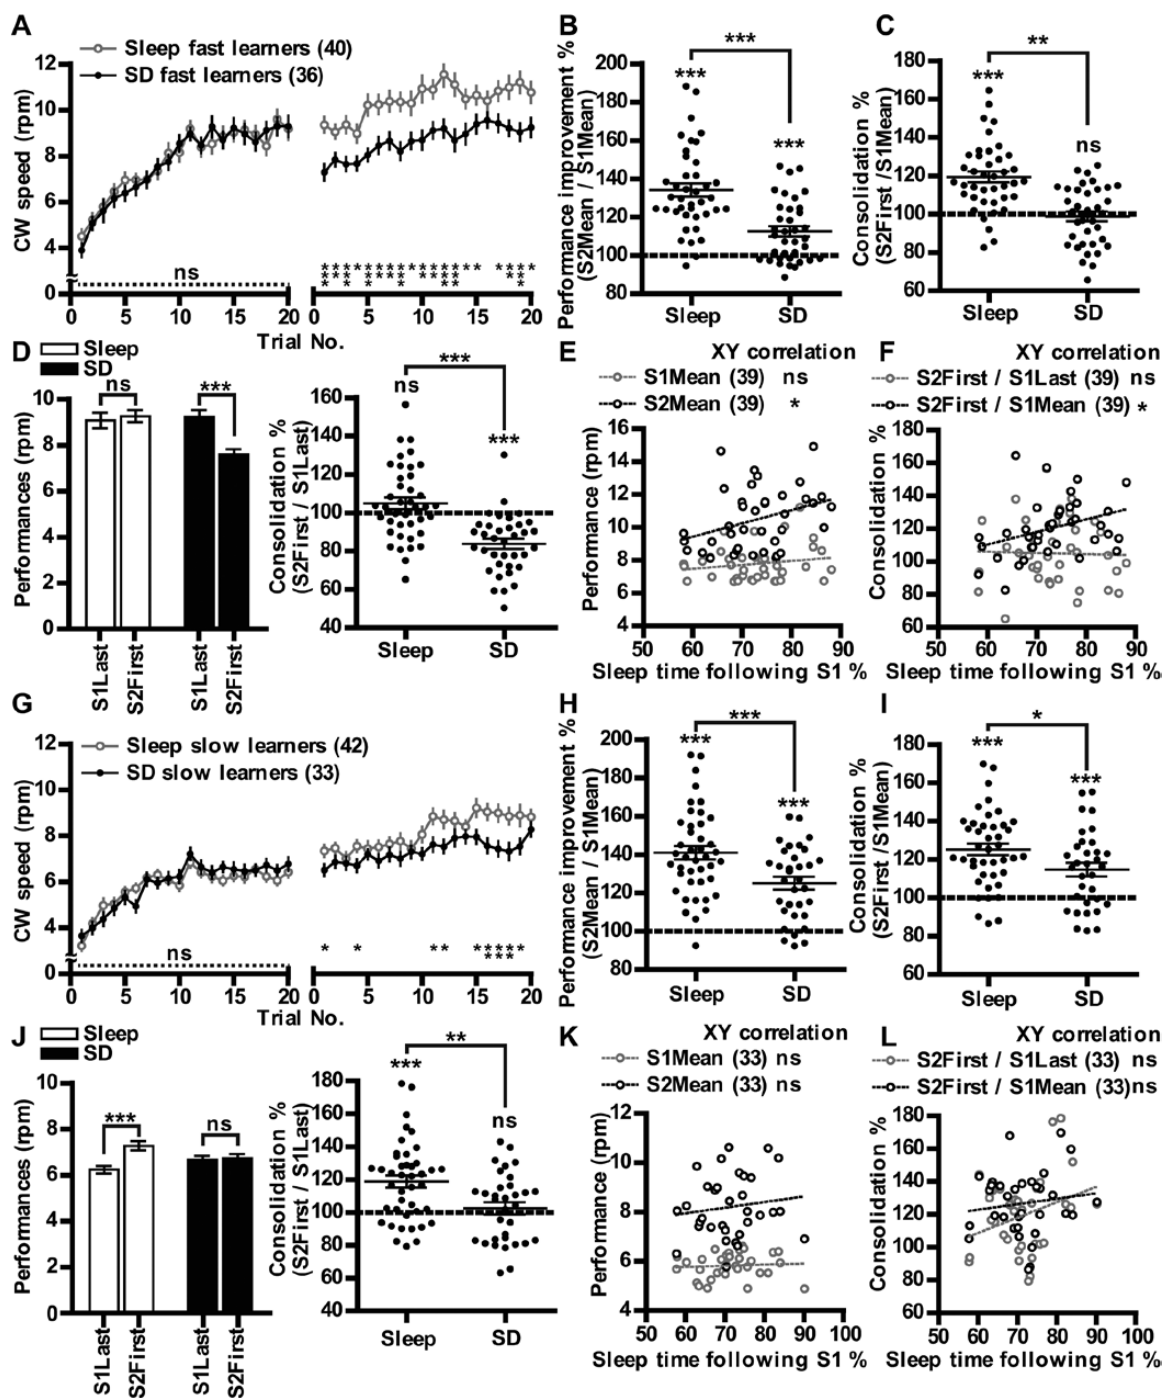 A
Sleep fast learners (40)
SD fast learners (36)
CW speed (rpm)
12
10
8
6
4
0
ns
0 5 10 15 20 0 5 10 15 20
Trial No.
B
Performance improvement %
(S2Mean / S1Mean)
***
***
***
200
180
160
140
120
100
80
Sleep SD
C
Consolidation %
(S2First /S1Mean)
**
***
ns
180
160
140
120
100
80
60
Sleep SD
D
Sleep
SD
Performances (rpm)
ns
***
10
8
6
4
2
0
S1Last
S2First
S1Last
S2First
Consolidation %
(S2First / S1Last)
***
ns
***
160
140
120
100
80
60
40
Sleep SD
E
XY correlation
S1Mean (39) ns
S2Mean (39) *
Performance (rpm)
16
14
12
10
8
6
4
50 60 70 80 90
Sleep time following S1 %
F
XY correlation
S2First / S1Last (39) ns
S2First / S1Mean (39) *
Consolidation %
180
160
140
120
100
80
60
50 60 70 80 90
Sleep time following S1 %
G
Sleep slow learners (42)
SD slow learners (33)
CW speed (rpm)
12
10
8
6
4
0
ns
0 5 10 15 20 0 5 10 15 20
Trial No.
H
Performance improvement %
(S2Mean / S1Mean)
***
***
***
200
180
160
140
120
100
80
Sleep SD
I
Consolidation %
(S2First /S1Mean)
*
***
***
180
160
140
120
100
80
60
Sleep SD
J
Sleep
SD
Performances (rpm)
***
ns
10
8
6
4
2
0
S1Last
S2First
S1Last
S2First
Consolidation %
(S2First / S1Last)
**
***
ns
180
160
140
120
100
80
60
40
Sleep SD
K
XY correlation
S1Mean (33) ns
S2Mean (33) ns
Performance (rpm)
12
10
8
6
4
50 60 70 80 90 100
Sleep time following S1 %
L
XY correlation
S2First / S1Last (33) ns
S2First / S1Mean (33) ns
Consolidation %
180
160
140
120
100
80
60
50 60 70 80 90 100
Sleep time following S1 %